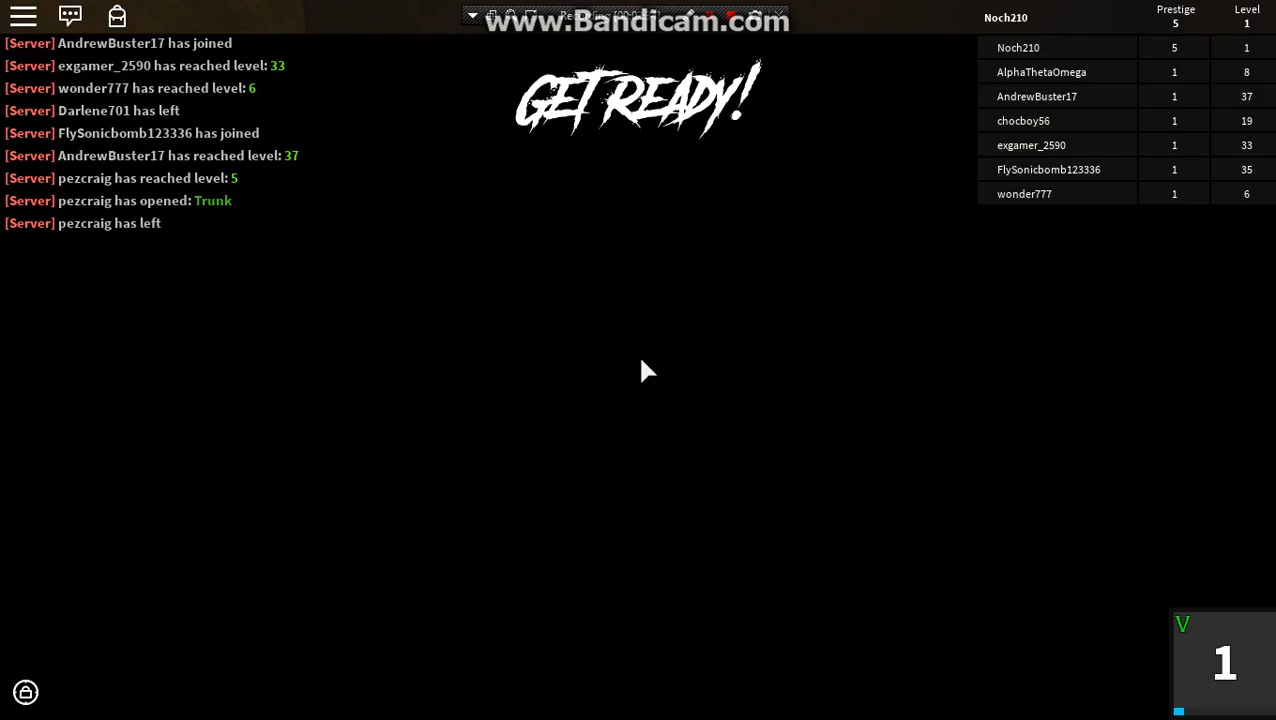 www.Bandicam.com
[Server] AndrewBuster17 has joined
[Server] exgamer_2590 has reached level: 33
[Server] wonder777 has reached level: 6
[Server] Darlene701 has left
[Server] FlySonicbomb123336 has joined
[Server] AndrewBuster17 has reached level: 37
[Server] pezcraig has reached level: 5
[Server] pezcraig has opened: Trunk
[Server] pezcraig has left
GET READY!
Prestige Level
Noch210 5 1
Noch210 5 1
AlphaThetaOmega 1 8
AndrewBuster17 1 37
chocboy56 1 19
exgamer_2590 1 33
FlySonicbomb123336 1 35
wonder777 1 6
V
1